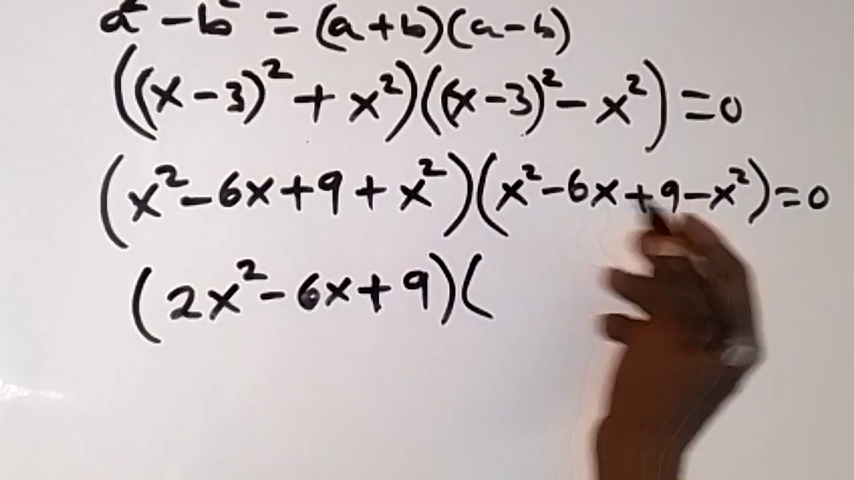 a² - b² = (a+b)(a-b)
((x-3)² + x²)((x-3)² - x²) = 0
(x² - 6x + 9 + x²)(x² - 6x + 9 - x²) = 0
(2x² - 6x + 9)(